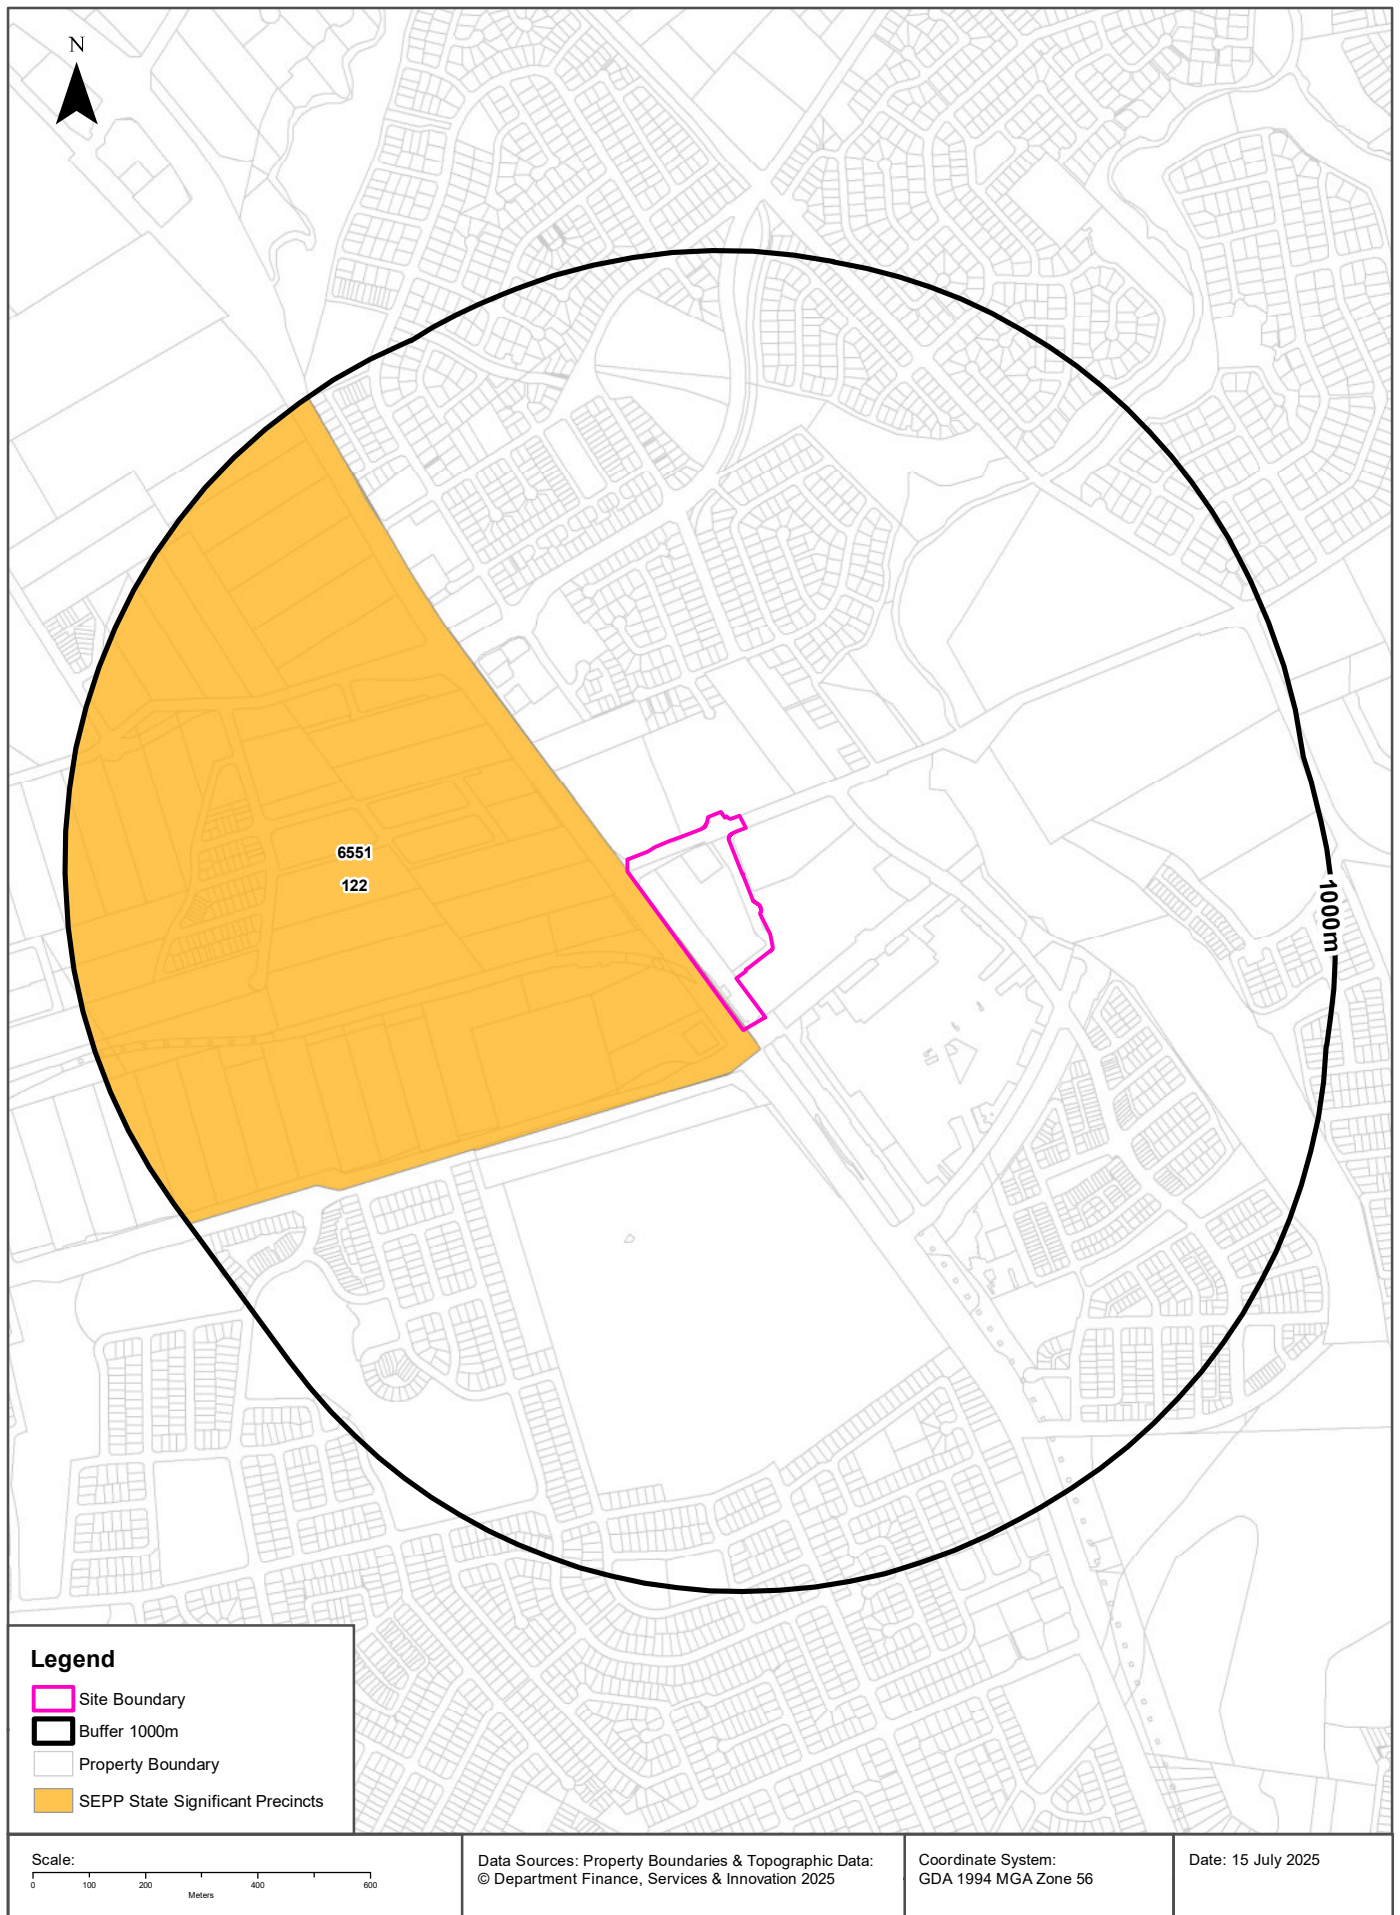 N
6551
122
1000m
Legend
Site Boundary
Buffer 1000m
Property Boundary
SEPP State Significant Precincts
Scale:
0 100 200 400 600
Meters
Data Sources: Property Boundaries & Topographic Data:
© Department Finance, Services & Innovation 2025
Coordinate System:
GDA 1994 MGA Zone 56
Date: 15 July 2025